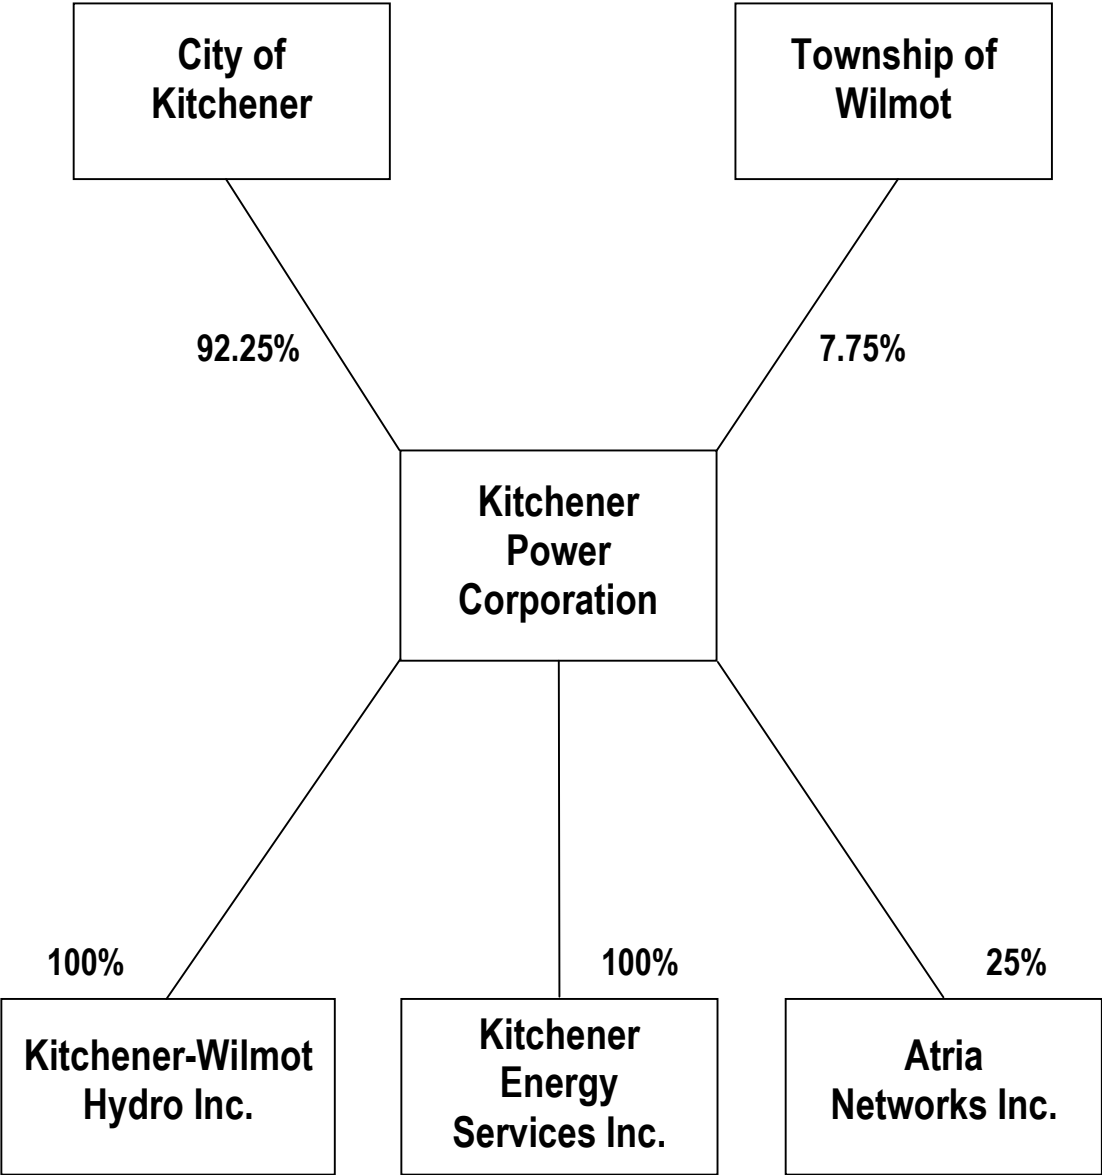 City of
Kitchener
Township of
Wilmot
92.25%
7.75%
Kitchener
Power
Corporation
100%
100%
25%
Kitchener-Wilmot
Hydro Inc.
Kitchener
Energy
Services Inc.
Atria
Networks Inc.